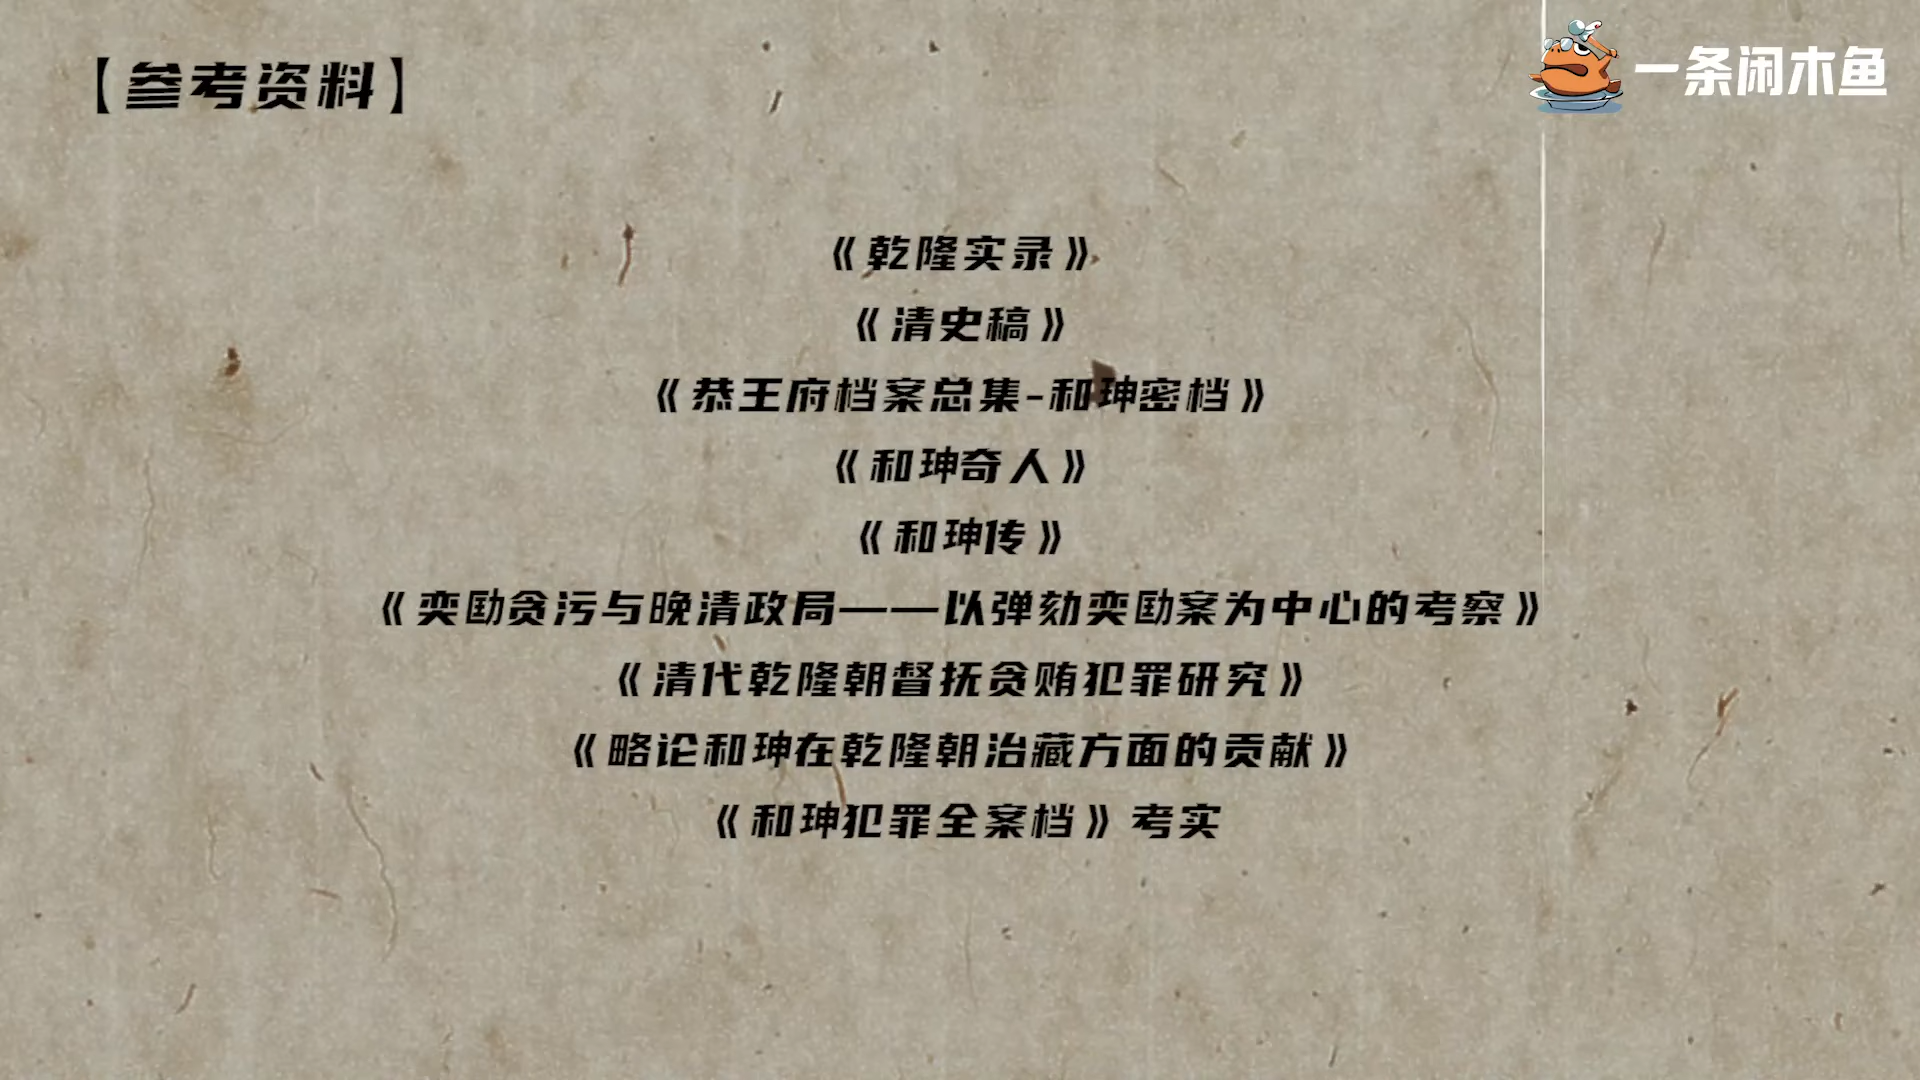 【参考资料】
一条闲木鱼
《乾隆实录》
《清史稿》
《恭王府档案总集-和珅密档》
《和珅奇人》
《和珅传》
《奕劻贪污与晚清政局——以弹劾奕劻案为中心的考察》
《清代乾隆朝督抚贪贿犯罪研究》
《略论和珅在乾隆朝治藏方面的贡献》
《和珅犯罪全案档》考实